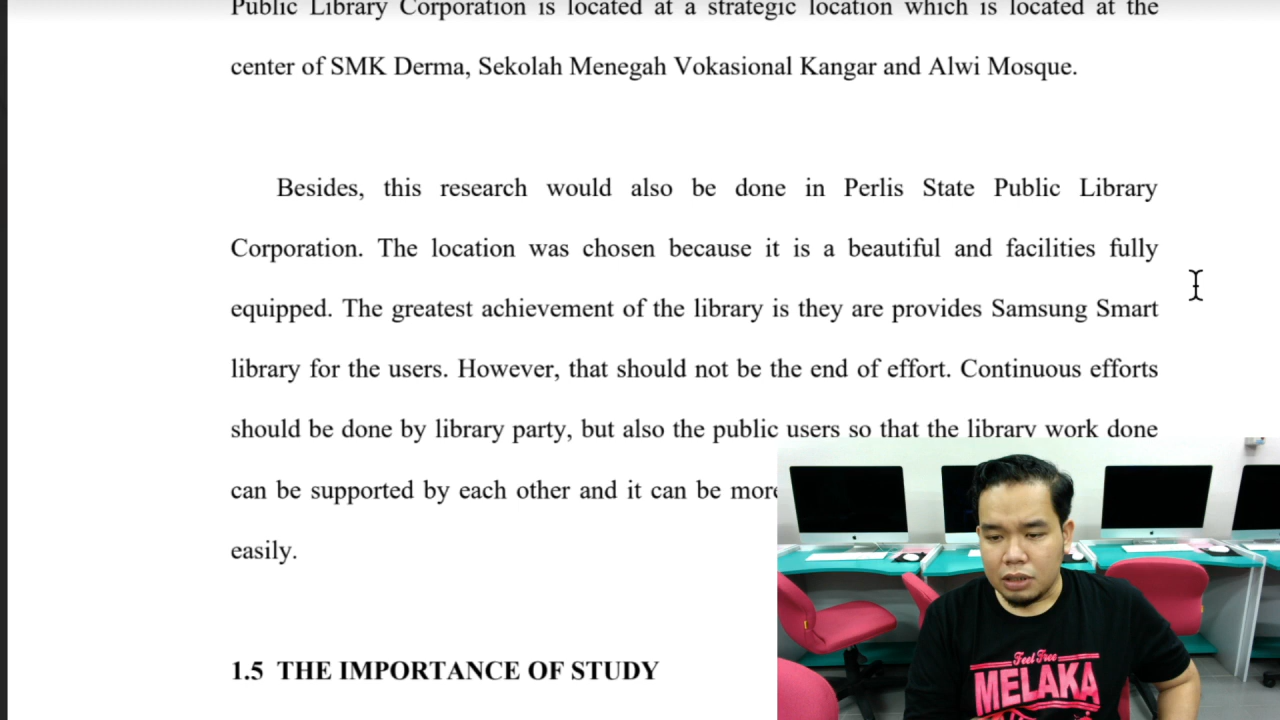 Public Library Corporation is located at a strategic location which is located at the
center of SMK Derma, Sekolah Menegah Vokasional Kangar and Alwi Mosque.
Besides, this research would also be done in Perlis State Public Library
Corporation. The location was chosen because it is a beautiful and facilities fully
equipped. The greatest achievement of the library is they are provides Samsung Smart
library for the users. However, that should not be the end of effort. Continuous efforts
should be done by library party, but also the public users so that the library work done
can be supported by each other and it can be more
easily.
1.5 THE IMPORTANCE OF STUDY
Feel Free
MELAKA